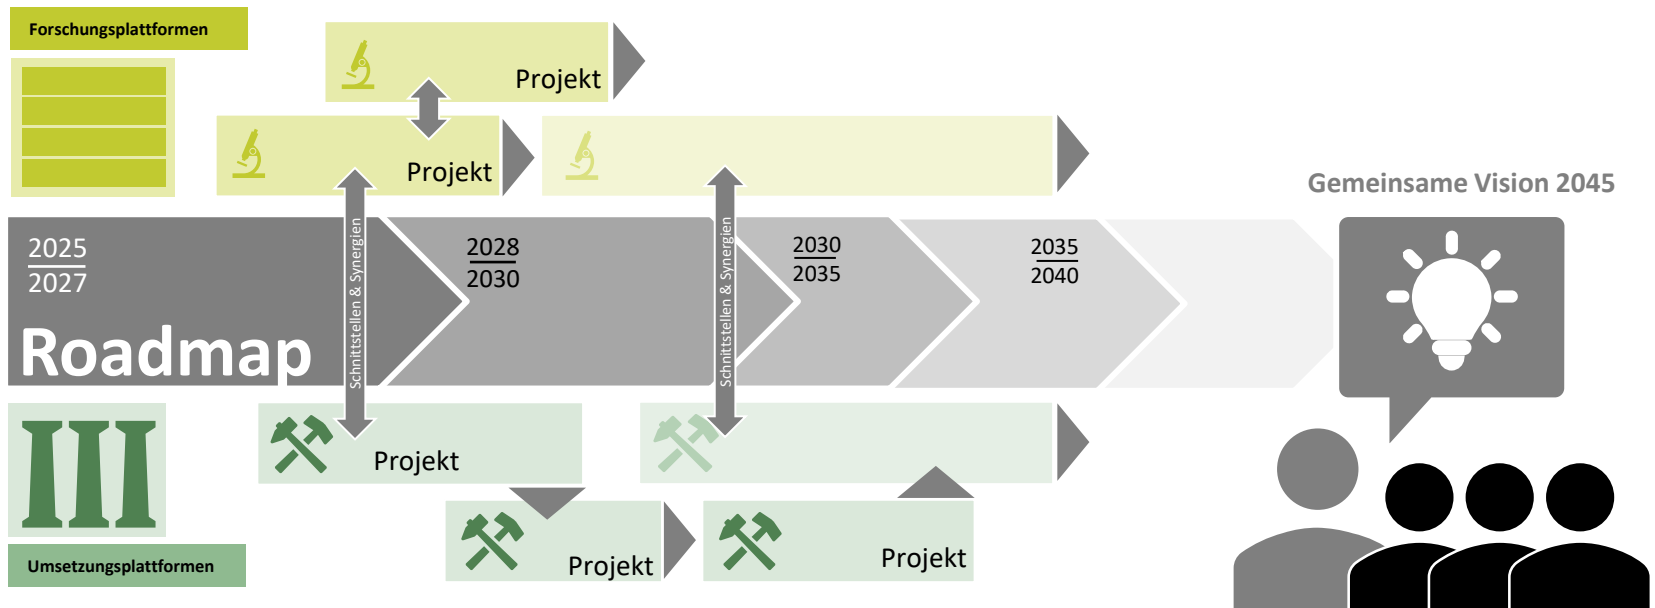 Forschungsplattformen
Projekt
Projekt
Gemeinsame Vision 2045
2025
2027
Roadmap
Schnittstellen & Synergien
2028
2030
Schnittstellen & Synergien
2030
2035
2035
2040
Projekt
Projekt
Projekt
Umsetzungsplattformen